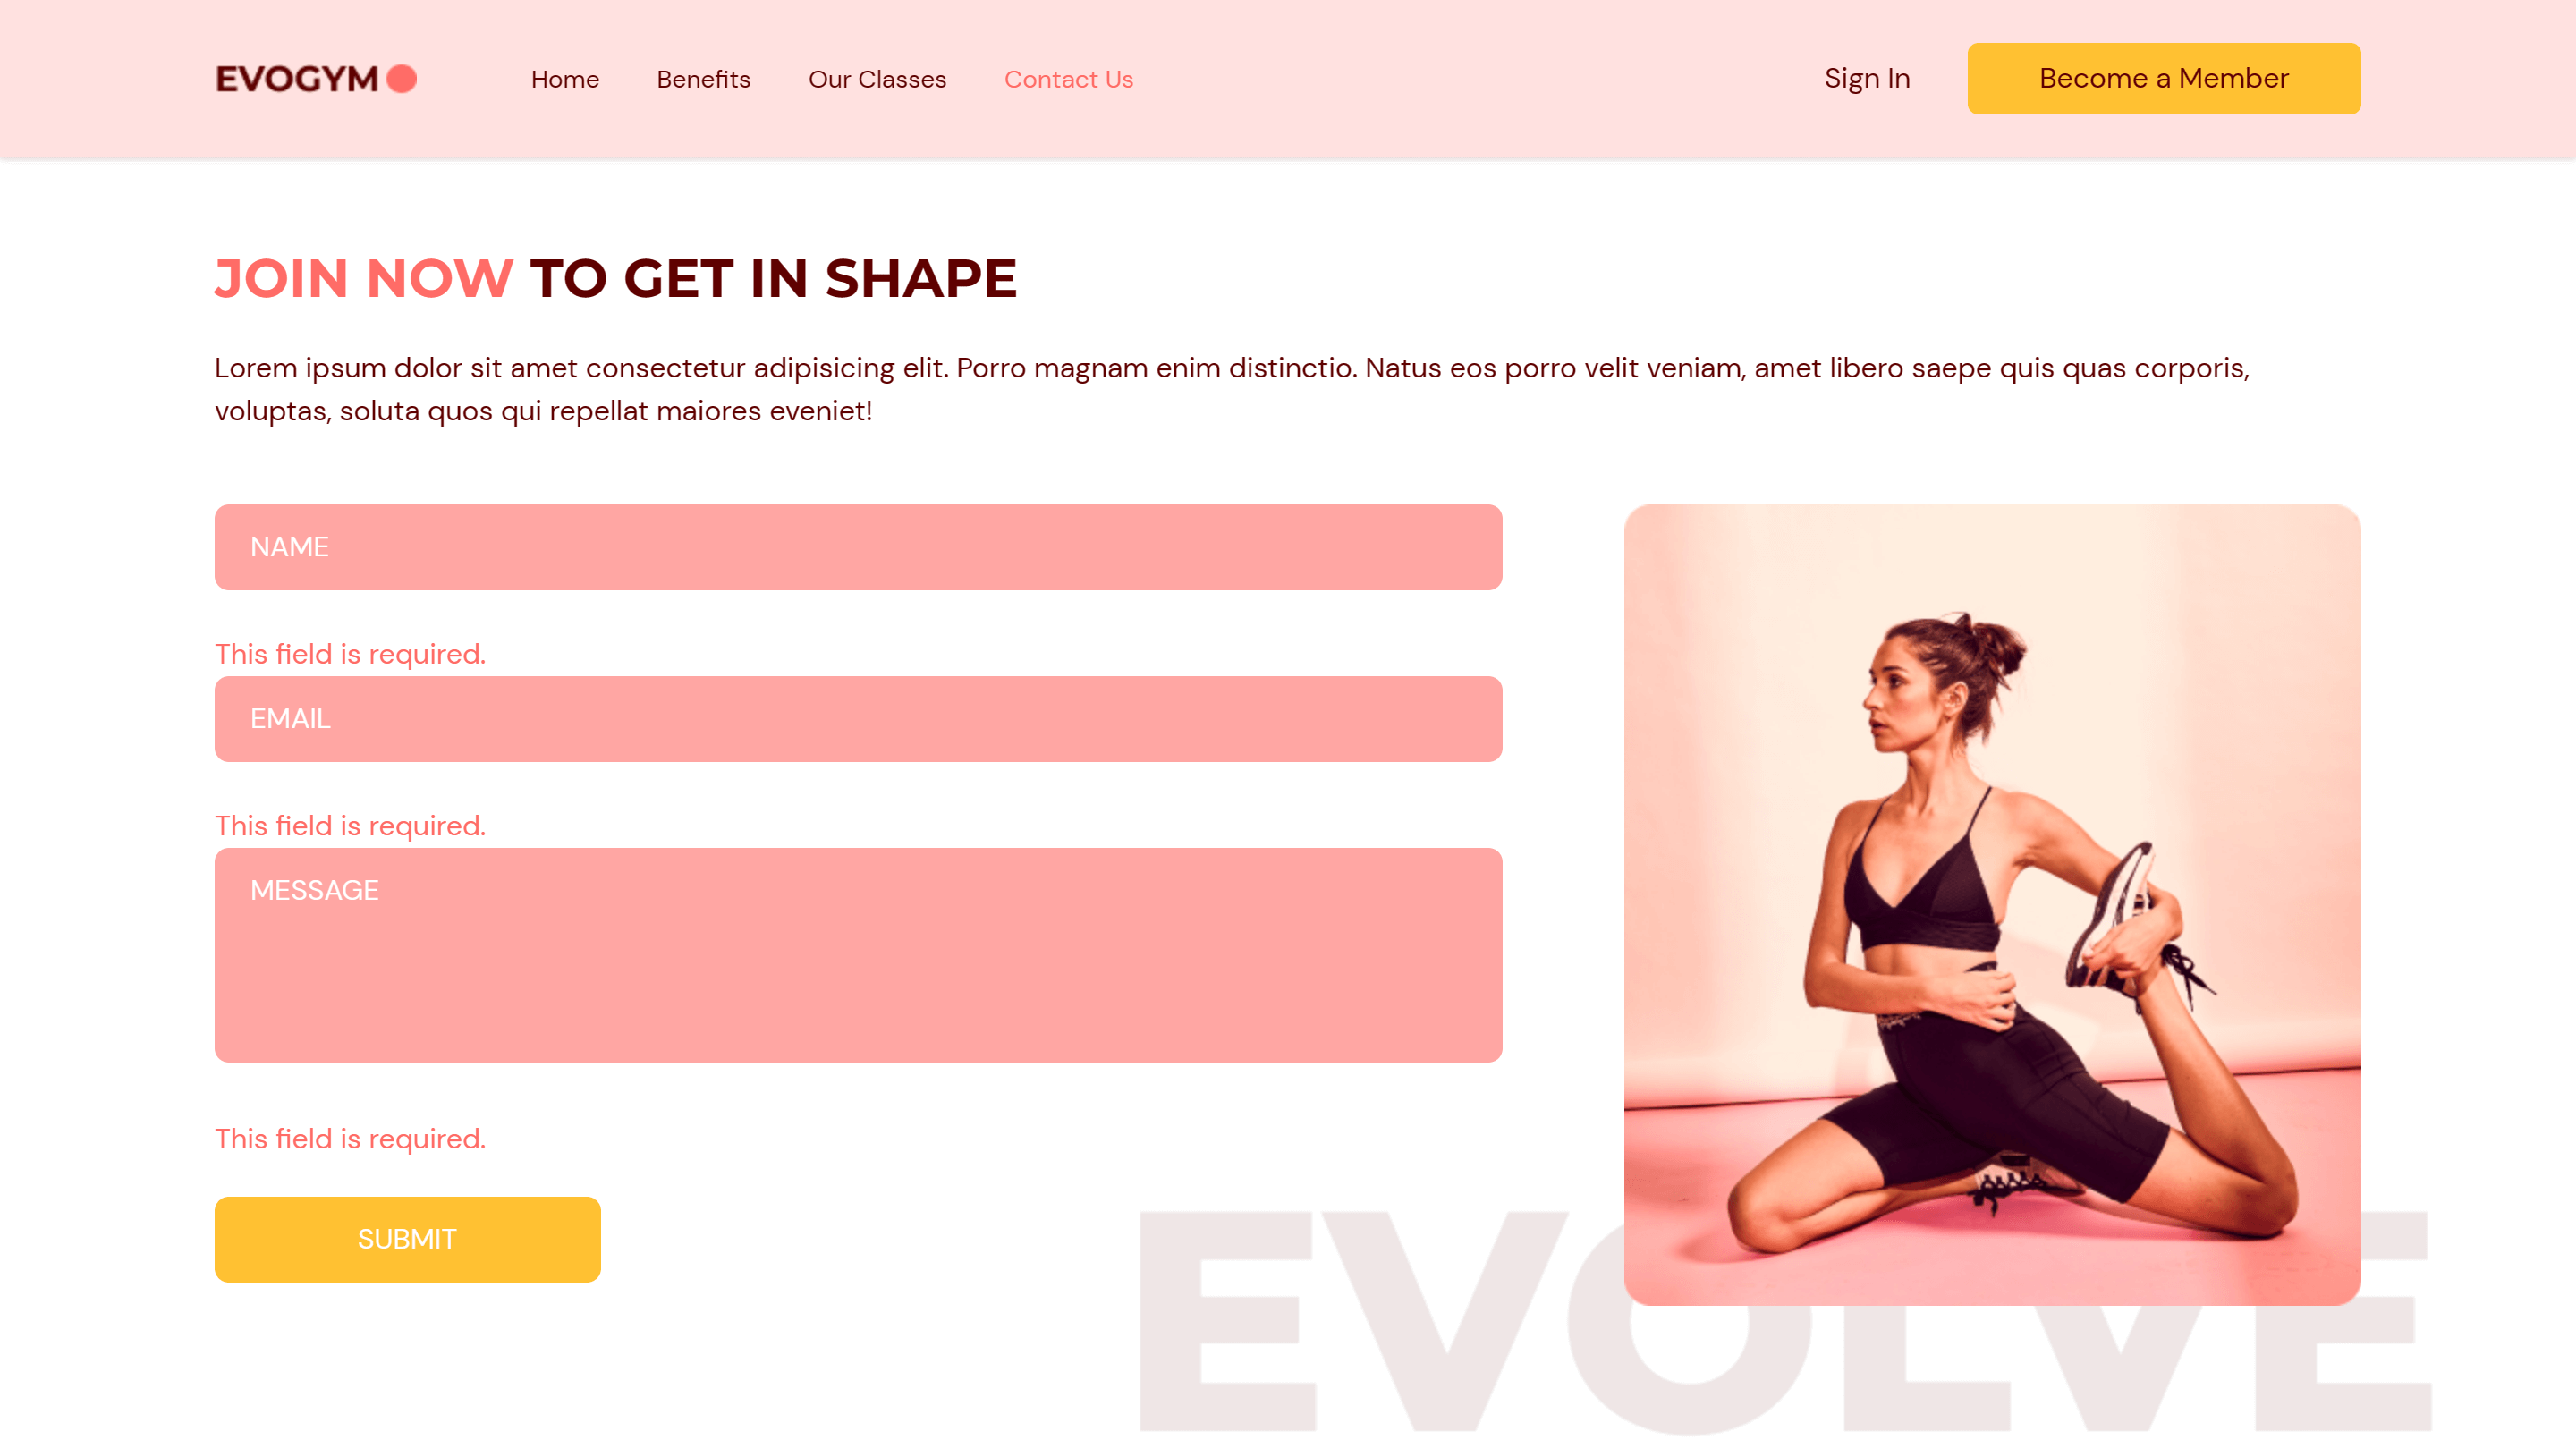 EVOGYM
Home Benefits Our Classes Contact Us
Sign In Become a Member
JOIN NOW TO GET IN SHAPE
Lorem ipsum dolor sit amet consectetur adipisicing elit. Porro magnam enim distinctio. Natus eos porro velit veniam, amet libero saepe quis quas corporis,
voluptas, soluta quos qui repellat maiores eveniet!
NAME
This field is required.
EMAIL
This field is required.
MESSAGE
This field is required.
SUBMIT
EVOLVE